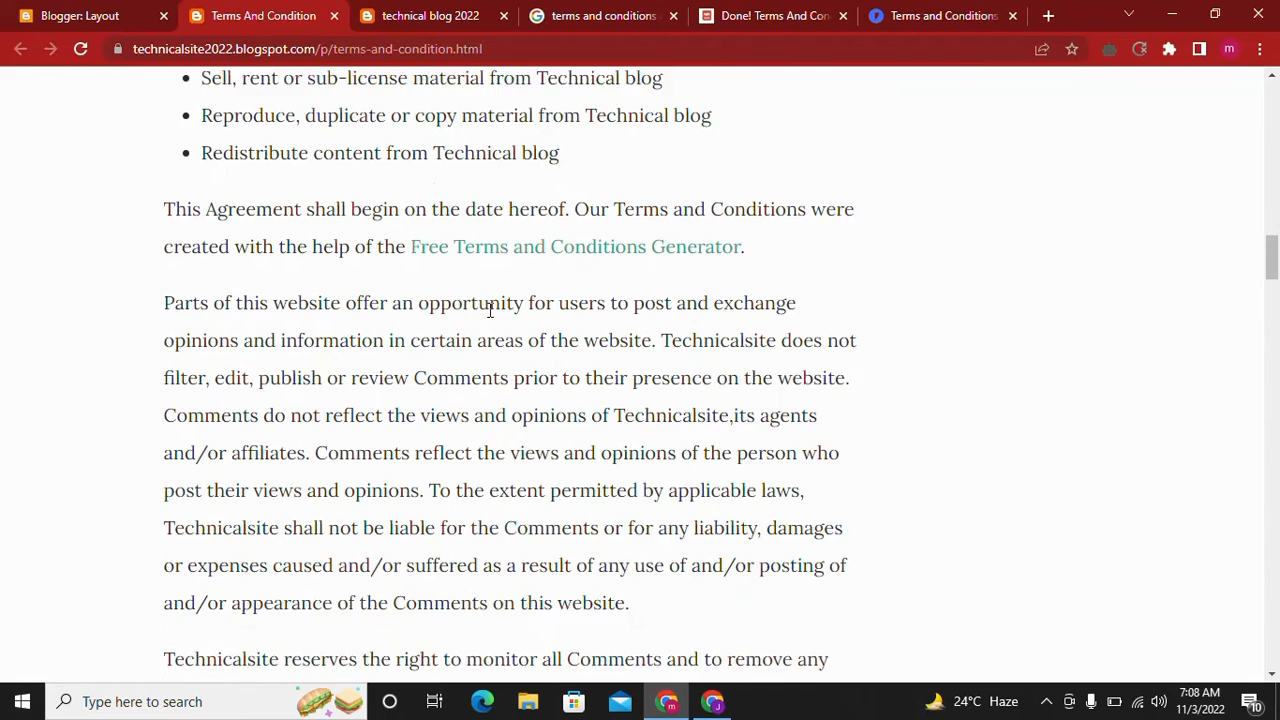 Blogger: Layout
Terms And Condition
technical blog 2022
terms and conditions
Done! Terms And Con
Terms and Conditions
technicalsite2022.blogspot.com/p/terms-and-condition.html
m
• Sell, rent or sub-license material from Technical blog
• Reproduce, duplicate or copy material from Technical blog
• Redistribute content from Technical blog
This Agreement shall begin on the date hereof. Our Terms and Conditions were
created with the help of the Free Terms and Conditions Generator.
Parts of this website offer an opportunity for users to post and exchange
opinions and information in certain areas of the website. Technicalsite does not
filter, edit, publish or review Comments prior to their presence on the website.
Comments do not reflect the views and opinions of Technicalsite,its agents
and/or affiliates. Comments reflect the views and opinions of the person who
post their views and opinions. To the extent permitted by applicable laws,
Technicalsite shall not be liable for the Comments or for any liability, damages
or expenses caused and/or suffered as a result of any use of and/or posting of
and/or appearance of the Comments on this website.
Technicalsite reserves the right to monitor all Comments and to remove any
Type here to search
m
J
24°C Haze
7:08 AM
11/3/2022
10